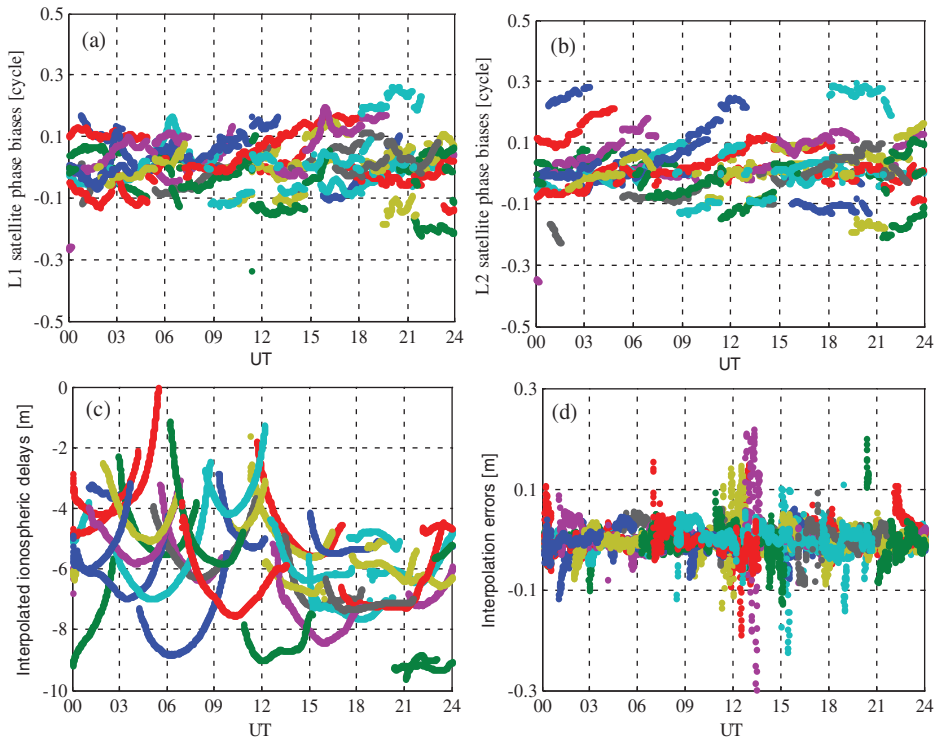 (a)
L1 satellite phase biases [cycle]
0.5
0.3
0.1
-0.1
-0.3
-0.5
00 03 06 09 12 15 18 21 24
UT
(b)
L2 satellite phase biases [cycle]
0.5
0.3
0.1
-0.1
-0.3
-0.5
00 03 06 09 12 15 18 21 24
UT
(c)
Interpolated ionospheric delays [m]
0
-2
-4
-6
-8
-10
00 03 06 09 12 15 18 21 24
UT
(d)
Interpolation errors [m]
0.3
0.1
-0.1
-0.3
00 03 06 09 12 15 18 21 24
UT